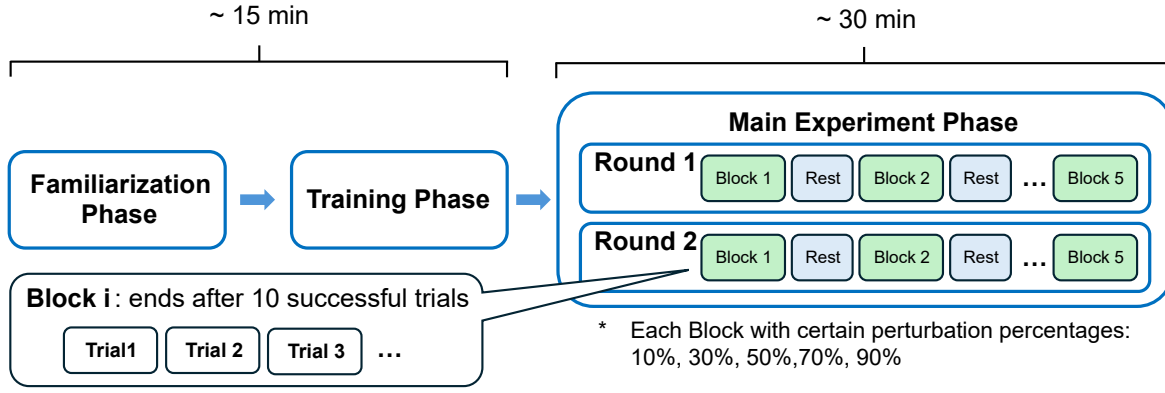 ~ 15 min
~ 30 min
Familiarization
Phase
Training Phase
Main Experiment Phase
Round 1
Block 1
Rest
Block 2
Rest
...
Block 5
Round 2
Block 1
Rest
Block 2
Rest
...
Block 5
Block i : ends after 10 successful trials
Trial1
Trial 2
Trial 3
...
* Each Block with certain perturbation percentages:
10%, 30%, 50%,70%, 90%